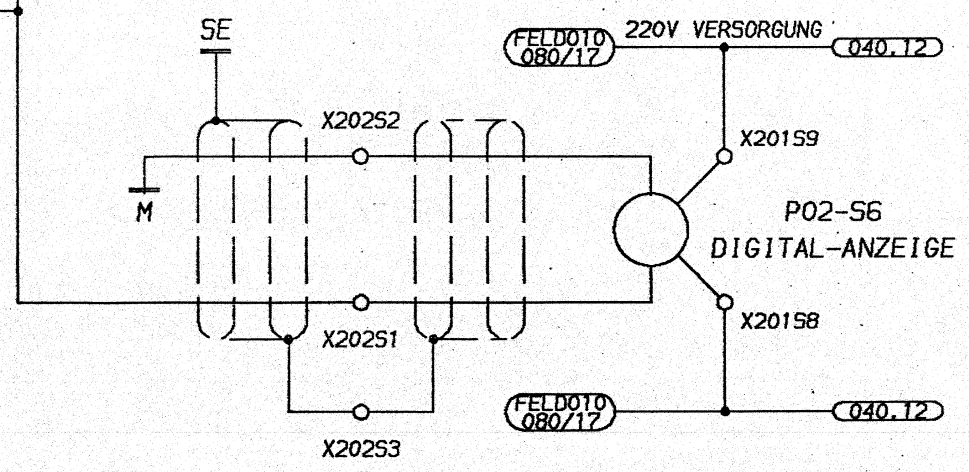 SE
FELD010
080/17
220V VERSORGUNG
040.12
X202S2
X201S9
M
P02-S6
DIGITAL-ANZEIGE
X202S1
X201S8
FELD010
080/17
040.12
X202S3